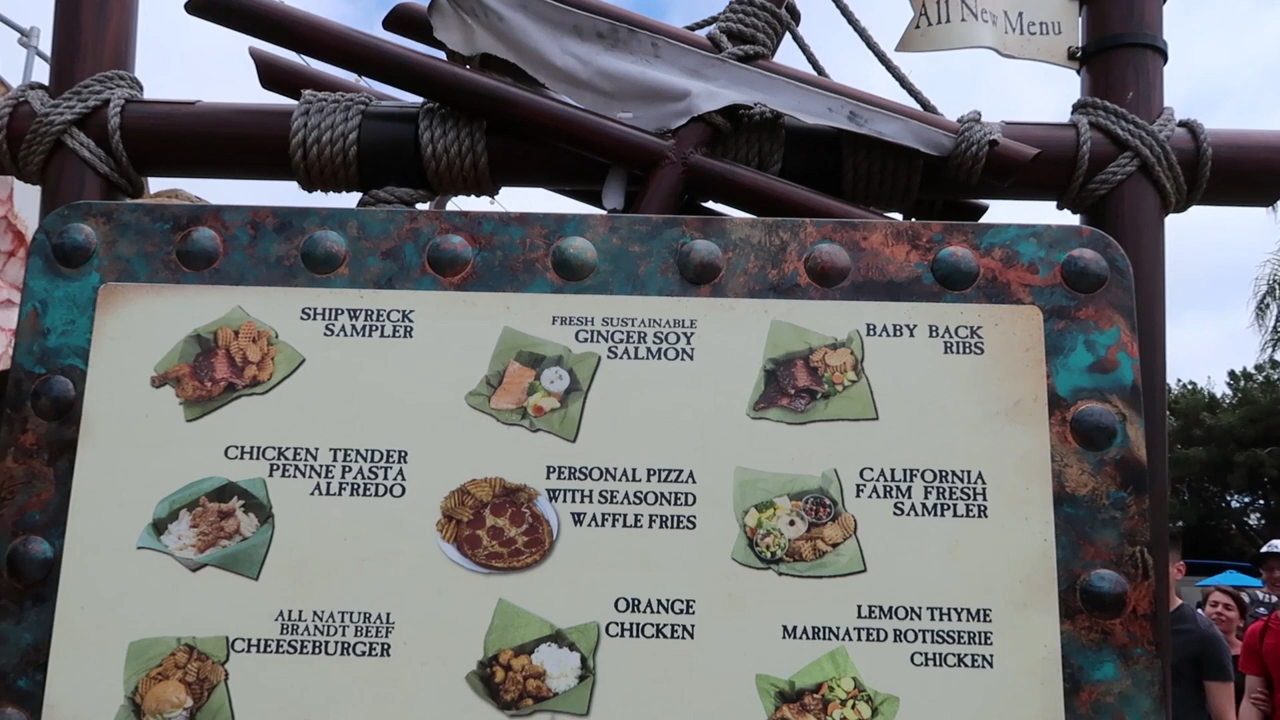 All New Menu
SHIPWRECK
SAMPLER
FRESH SUSTAINABLE
GINGER SOY
SALMON
BABY BACK
RIBS
CHICKEN TENDER
PENNE PASTA
ALFREDO
PERSONAL PIZZA
WITH SEASONED
WAFFLE FRIES
CALIFORNIA
FARM FRESH
SAMPLER
ALL NATURAL
BRANDT BEEF
CHEESEBURGER
ORANGE
CHICKEN
LEMON THYME
MARINATED ROTISSERIE
CHICKEN